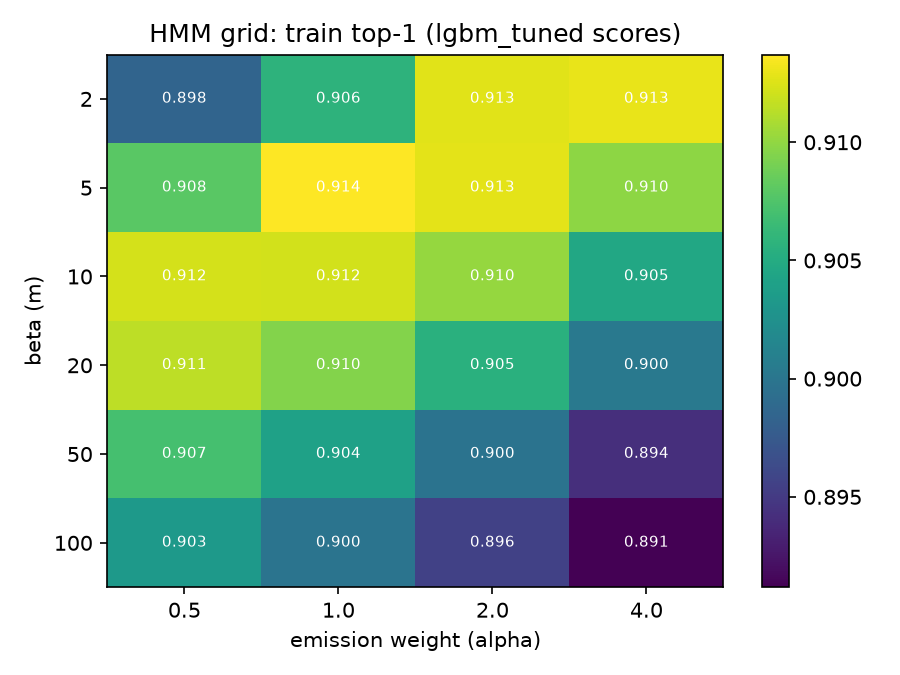 HMM grid: train top-1 (lgbm_tuned scores)
2 0.898 0.906 0.913 0.913
5 0.908 0.914 0.913 0.910
10 0.912 0.912 0.910 0.905
20 0.911 0.910 0.905 0.900
50 0.907 0.904 0.900 0.894
100 0.903 0.900 0.896 0.891
0.5 1.0 2.0 4.0
emission weight (alpha)
beta (m)
0.910
0.905
0.900
0.895